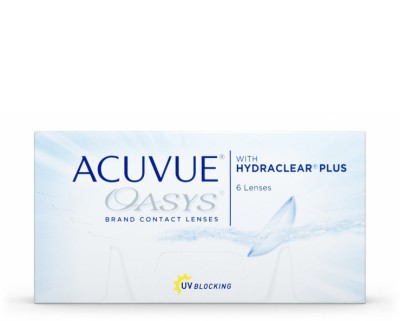 ACUVUE®
OASYS®
BRAND CONTACT LENSES
WITH
HYDRACLEAR® PLUS
6 Lenses
UV BLOCKING